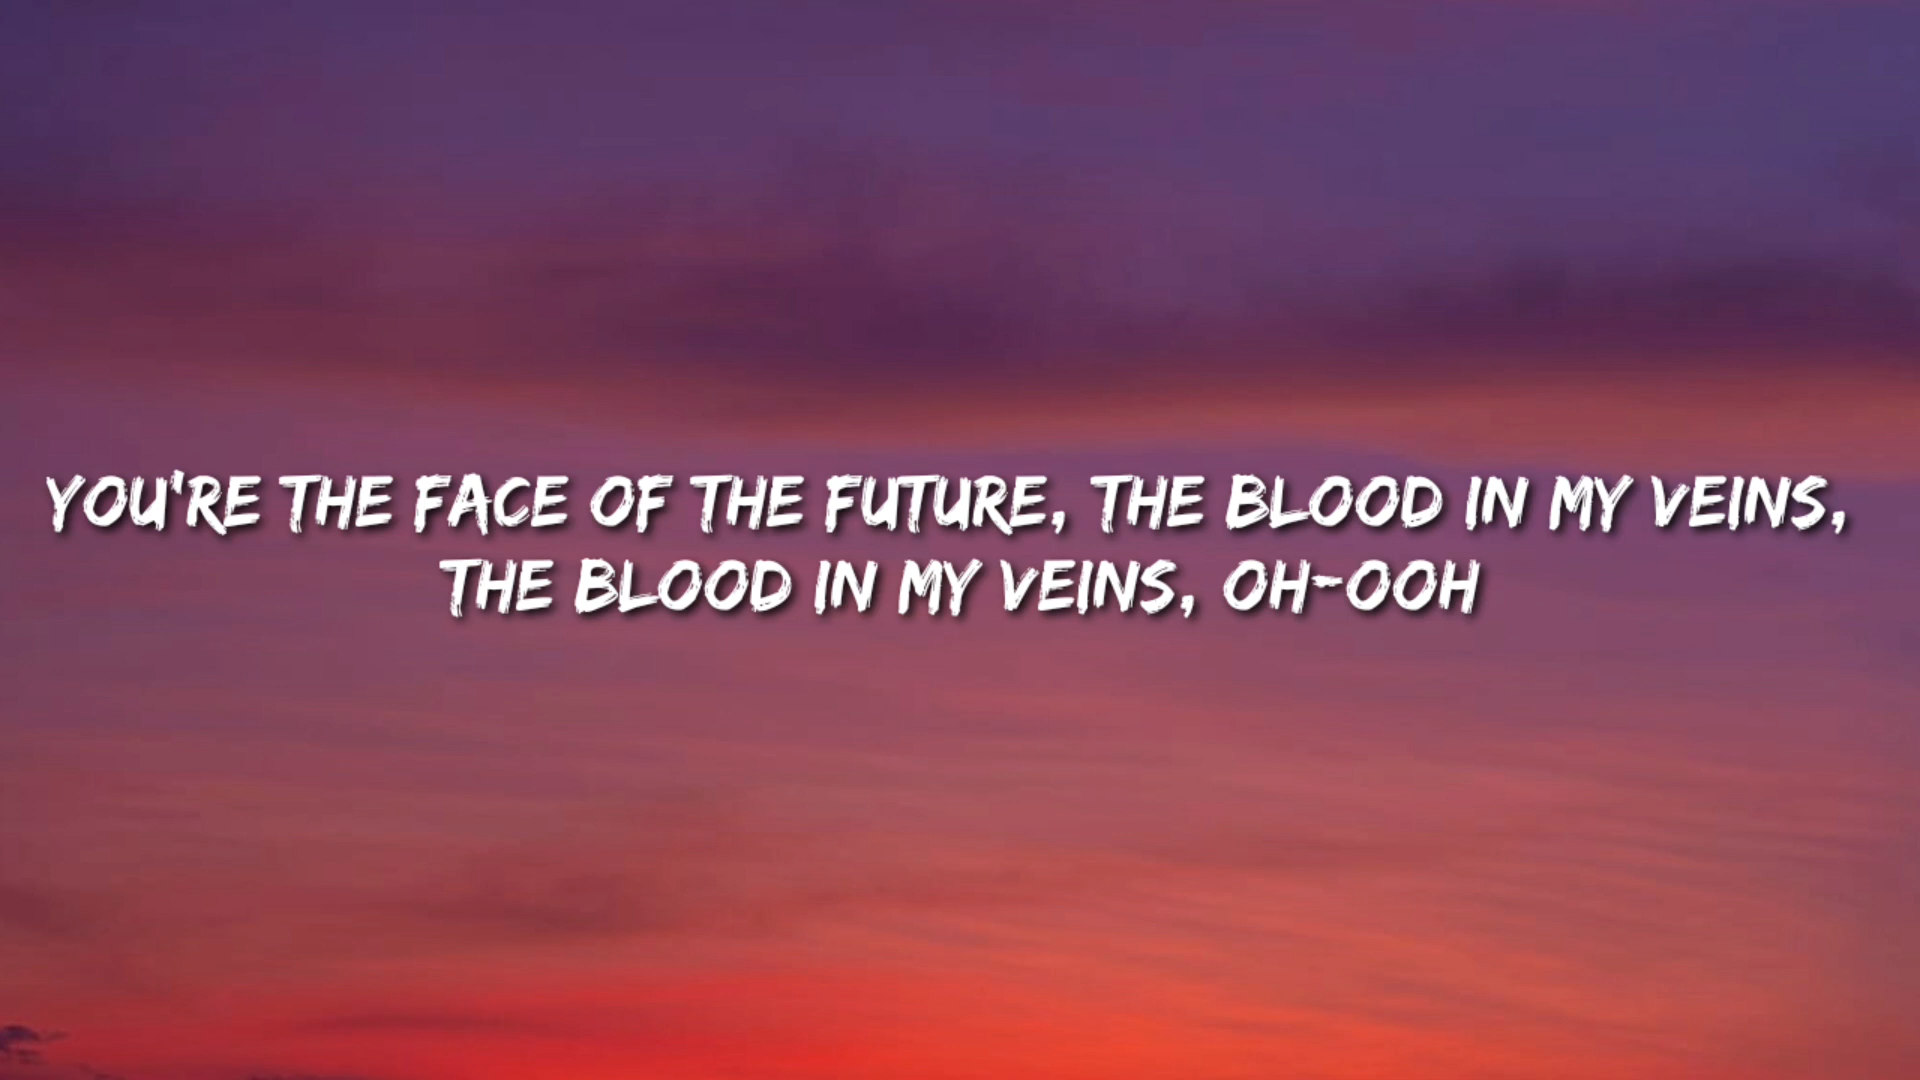 YOU'RE THE FACE OF THE FUTURE, THE BLOOD IN MY VEINS,
THE BLOOD IN MY VEINS, OH-OOH